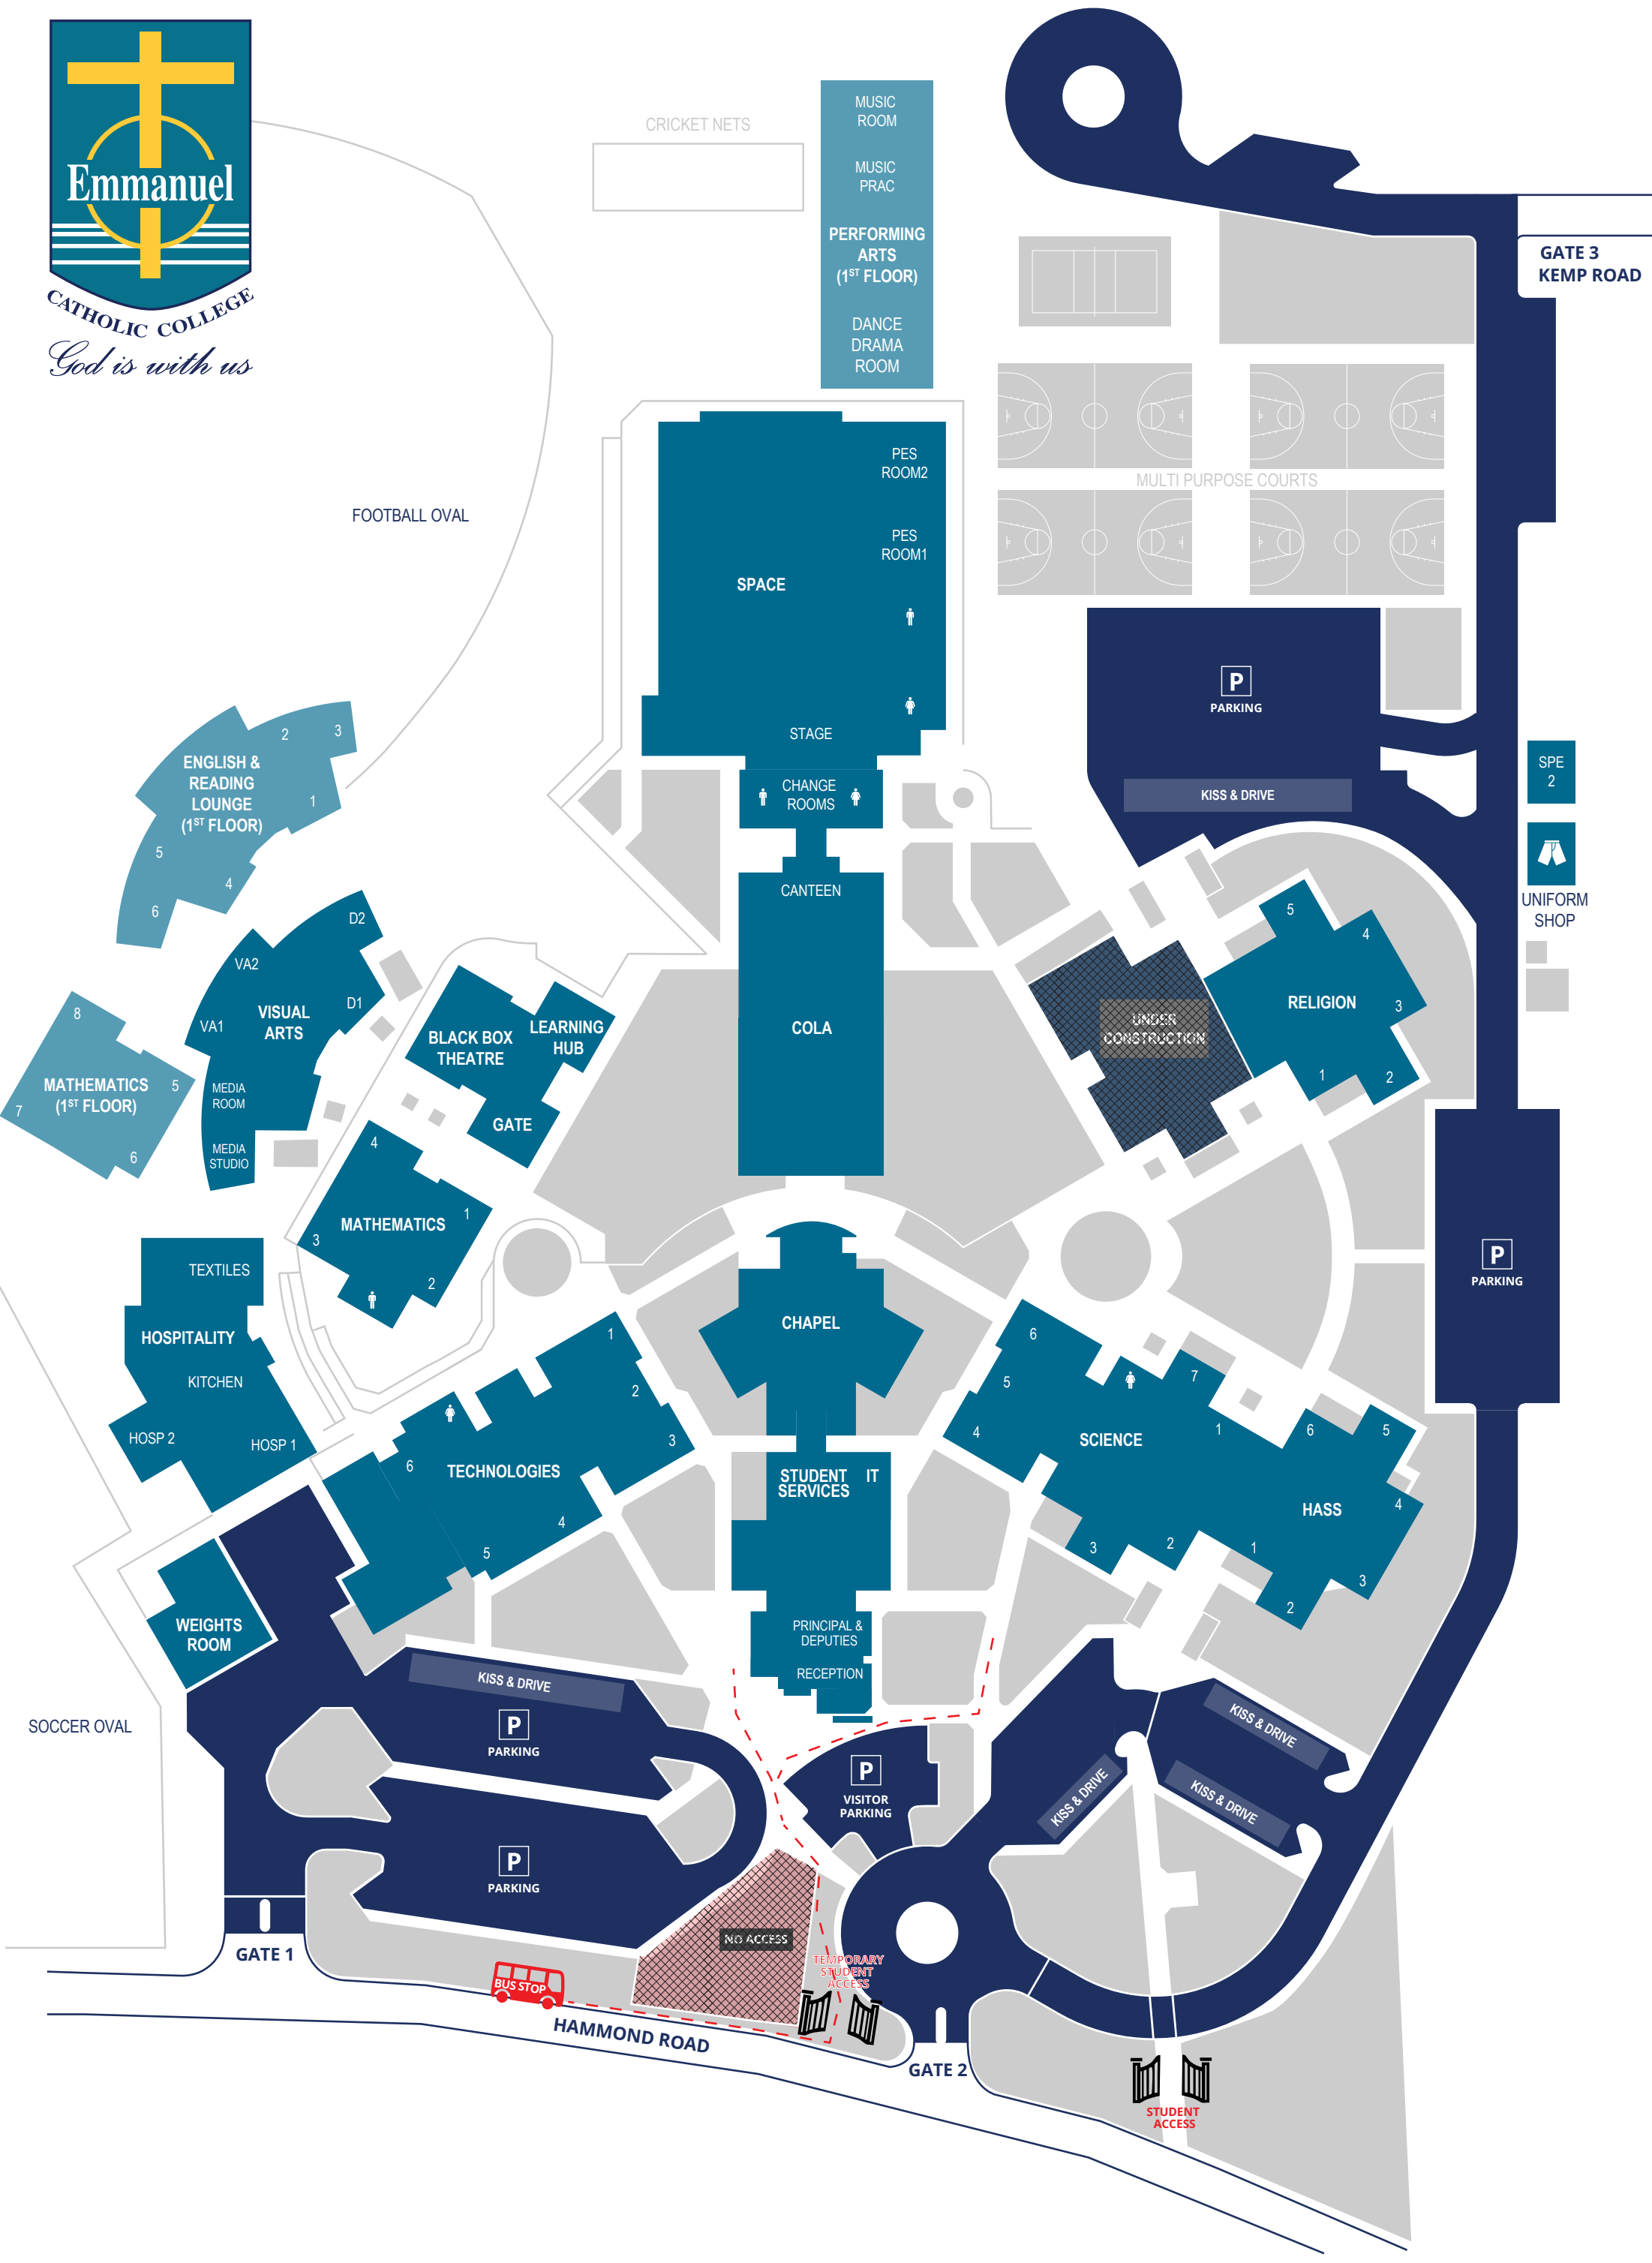 Emmanuel
CATHOLIC COLLEGE
God is with us
CRICKET NETS
MUSIC
ROOM
MUSIC
PRAC
PERFORMING
ARTS
(1ST FLOOR)
DANCE
DRAMA
ROOM
GATE 3
KEMP ROAD
MULTI PURPOSE COURTS
FOOTBALL OVAL
PES
ROOM2
PES
ROOM1
SPACE
STAGE
CHANGE
ROOMS
CANTEEN
COLA
P
PARKING
KISS & DRIVE
SPE
2
UNIFORM
SHOP
ENGLISH &
READING
LOUNGE
(1ST FLOOR)
2
3
1
5
4
6
D2
VA2
D1
VA1
VISUAL
ARTS
MEDIA
ROOM
MEDIA
STUDIO
8
MATHEMATICS
(1ST FLOOR)
5
7
6
BLACK BOX
THEATRE
LEARNING
HUB
GATE
4
MATHEMATICS
1
3
2
UNDER
CONSTRUCTION
5
4
RELIGION
3
1
2
P
PARKING
TEXTILES
HOSPITALITY
KITCHEN
HOSP 2
HOSP 1
1
2
3
6
TECHNOLOGIES
4
5
CHAPEL
STUDENT
SERVICES
IT
PRINCIPAL &
DEPUTIES
RECEPTION
6
5
7
4
1
SCIENCE
3
2
6
5
HASS
4
1
3
2
WEIGHTS
ROOM
SOCCER OVAL
KISS & DRIVE
P
PARKING
P
PARKING
P
VISITOR
PARKING
KISS & DRIVE
KISS & DRIVE
KISS & DRIVE
NO ACCESS
TEMPORARY
STUDENT
ACCESS
GATE 1
BUS STOP
HAMMOND ROAD
GATE 2
STUDENT
ACCESS